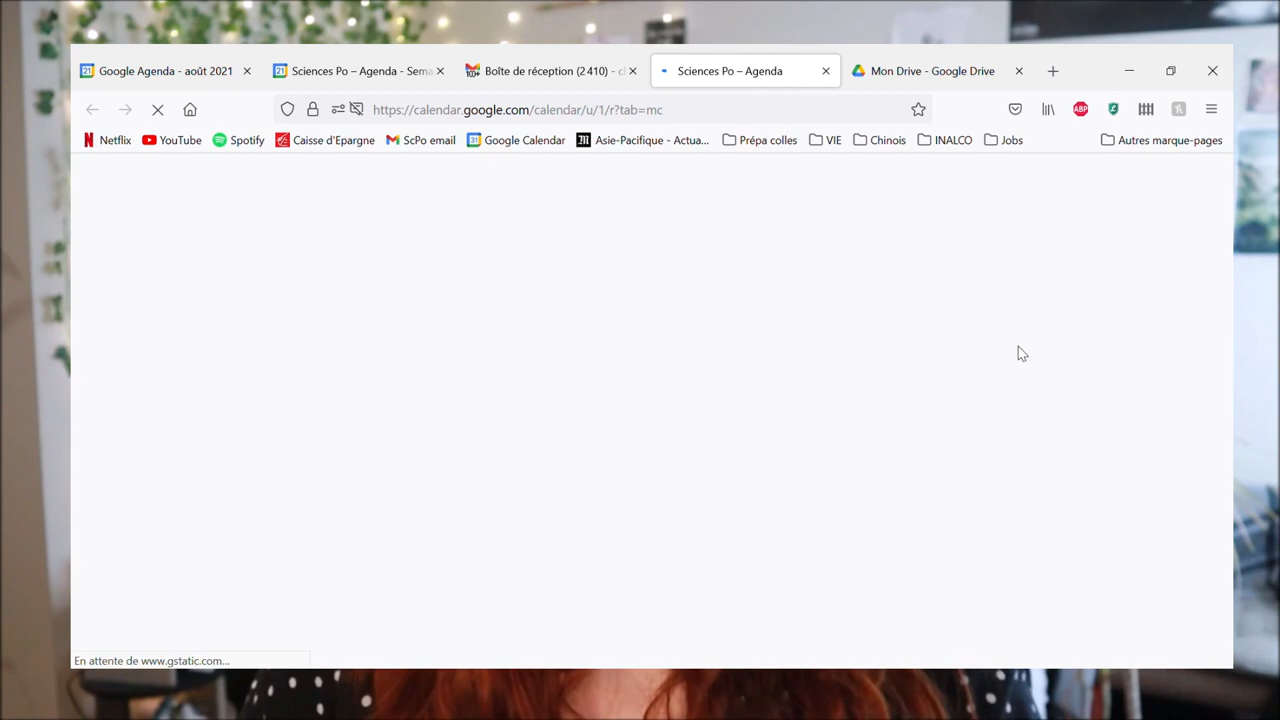 Google Agenda - août 2021
Sciences Po – Agenda - Sema
Boîte de réception (2 410) - cl
Sciences Po – Agenda
Mon Drive - Google Drive
https://calendar.google.com/calendar/u/1/r?tab=mc
ABP
Netflix YouTube Spotify Caisse d'Epargne ScPo email Google Calendar Asie-Pacifique - Actua... Prépa colles VIE Chinois INALCO Jobs Autres marque-pages
En attente de www.gstatic.com...